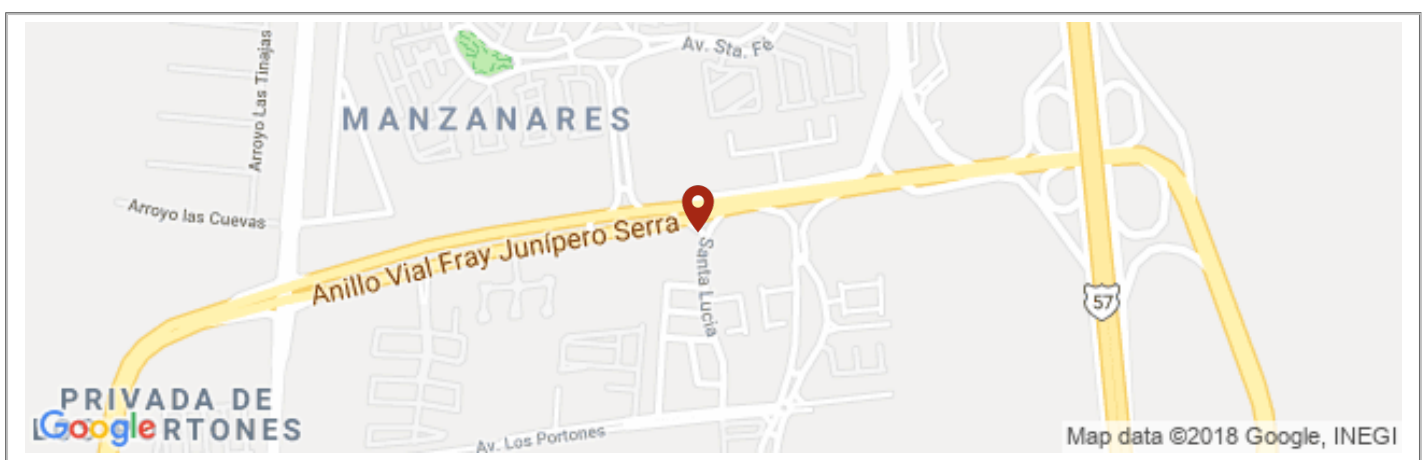 Av. Sta. Fe
Arroyo Las Tinajas
MANZANARES
Arroyo las Cuevas
Anillo Vial Fray Junípero Serra
Santa Lucía
57
PRIVADA DE
RTONES
Google
Av. Los Portones
Map data ©2018 Google, INEGI